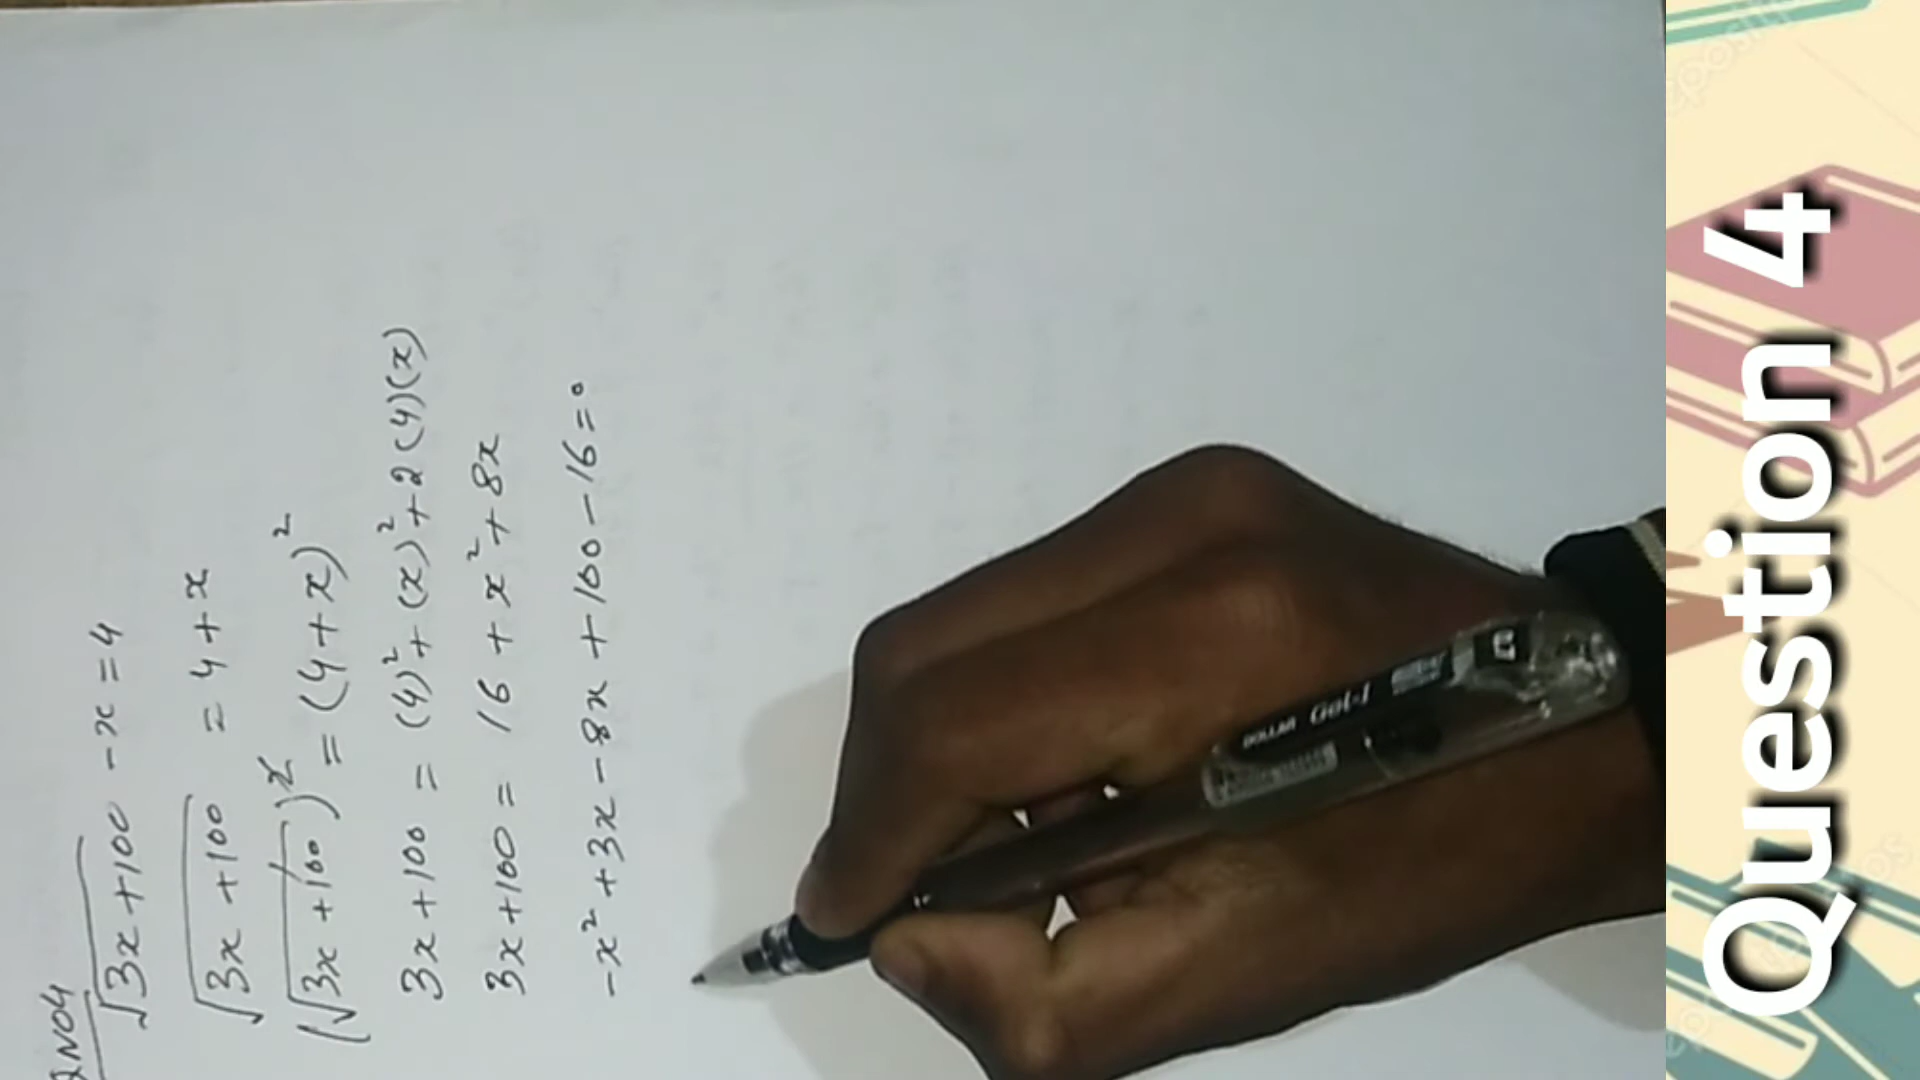 Q NO4
√3x+100 -x=4
√3x+100 = 4+x
(√3x+100)² = (4+x)²
3x+100 = (4)²+(x)²+2(4)(x)
3x+100 = 16+x²+8x
-x²+3x-8x+100-16=0
DOLLAR Gel-1
Question 4